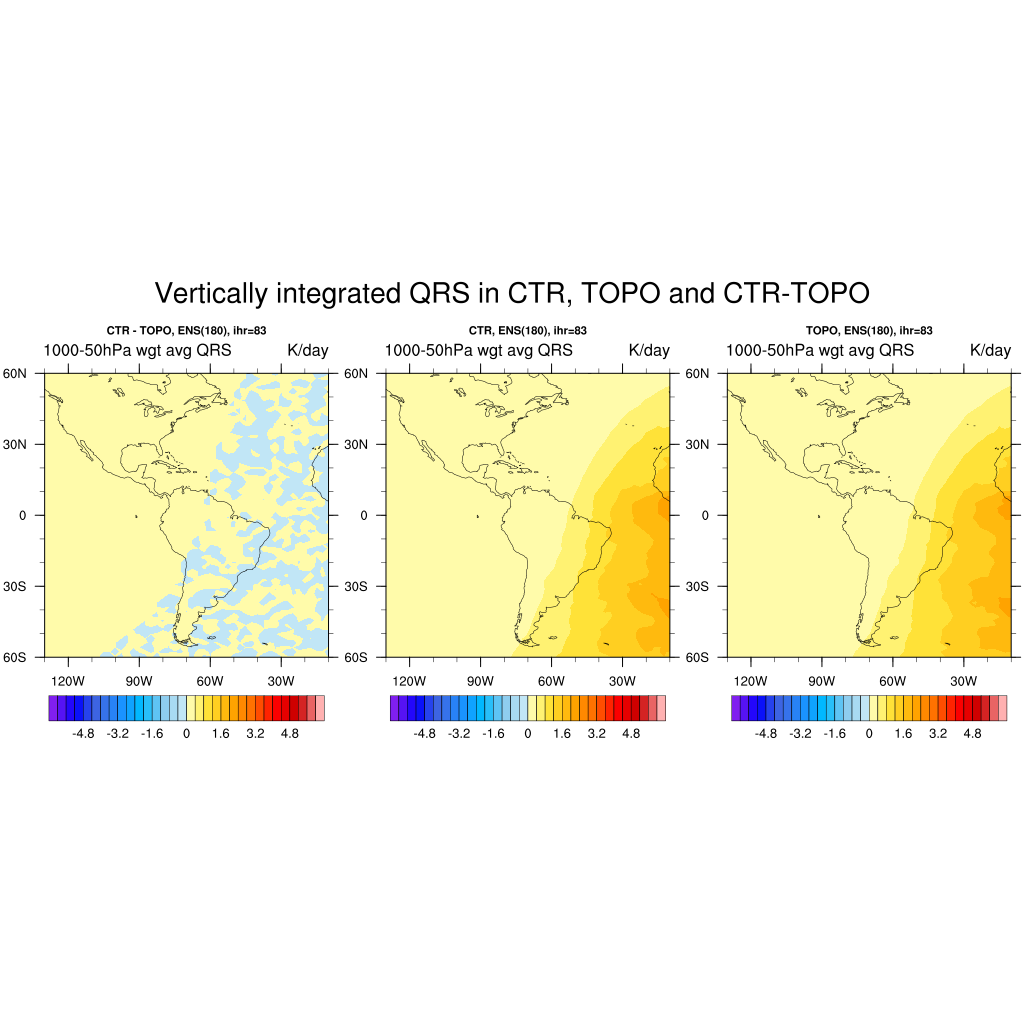 Vertically integrated QRS in CTR, TOPO and CTR-TOPO
CTR - TOPO, ENS(180), ihr=83
1000-50hPa wgt avg QRS K/day
60N
30N
0
30S
60S
120W 90W 60W 30W
-4.8 -3.2 -1.6 0 1.6 3.2 4.8
CTR, ENS(180), ihr=83
1000-50hPa wgt avg QRS K/day
60N
30N
0
30S
60S
120W 90W 60W 30W
-4.8 -3.2 -1.6 0 1.6 3.2 4.8
TOPO, ENS(180), ihr=83
1000-50hPa wgt avg QRS K/day
60N
30N
0
30S
60S
120W 90W 60W 30W
-4.8 -3.2 -1.6 0 1.6 3.2 4.8